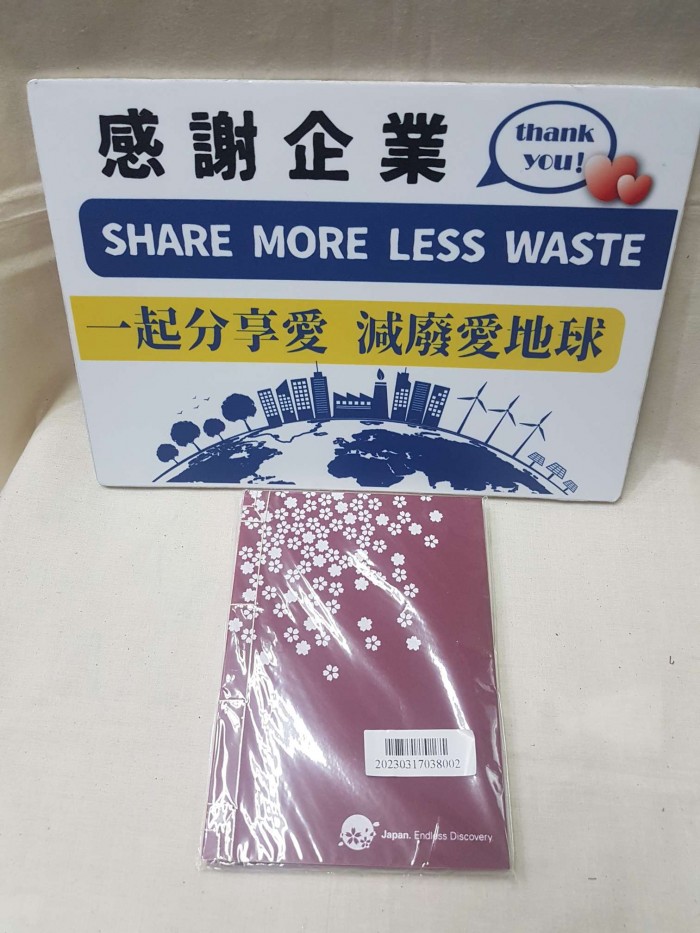 感謝企業
thank
you!
SHARE MORE LESS WASTE
一起分享愛 減廢愛地球
20230317038002
Japan. Endless Discovery.